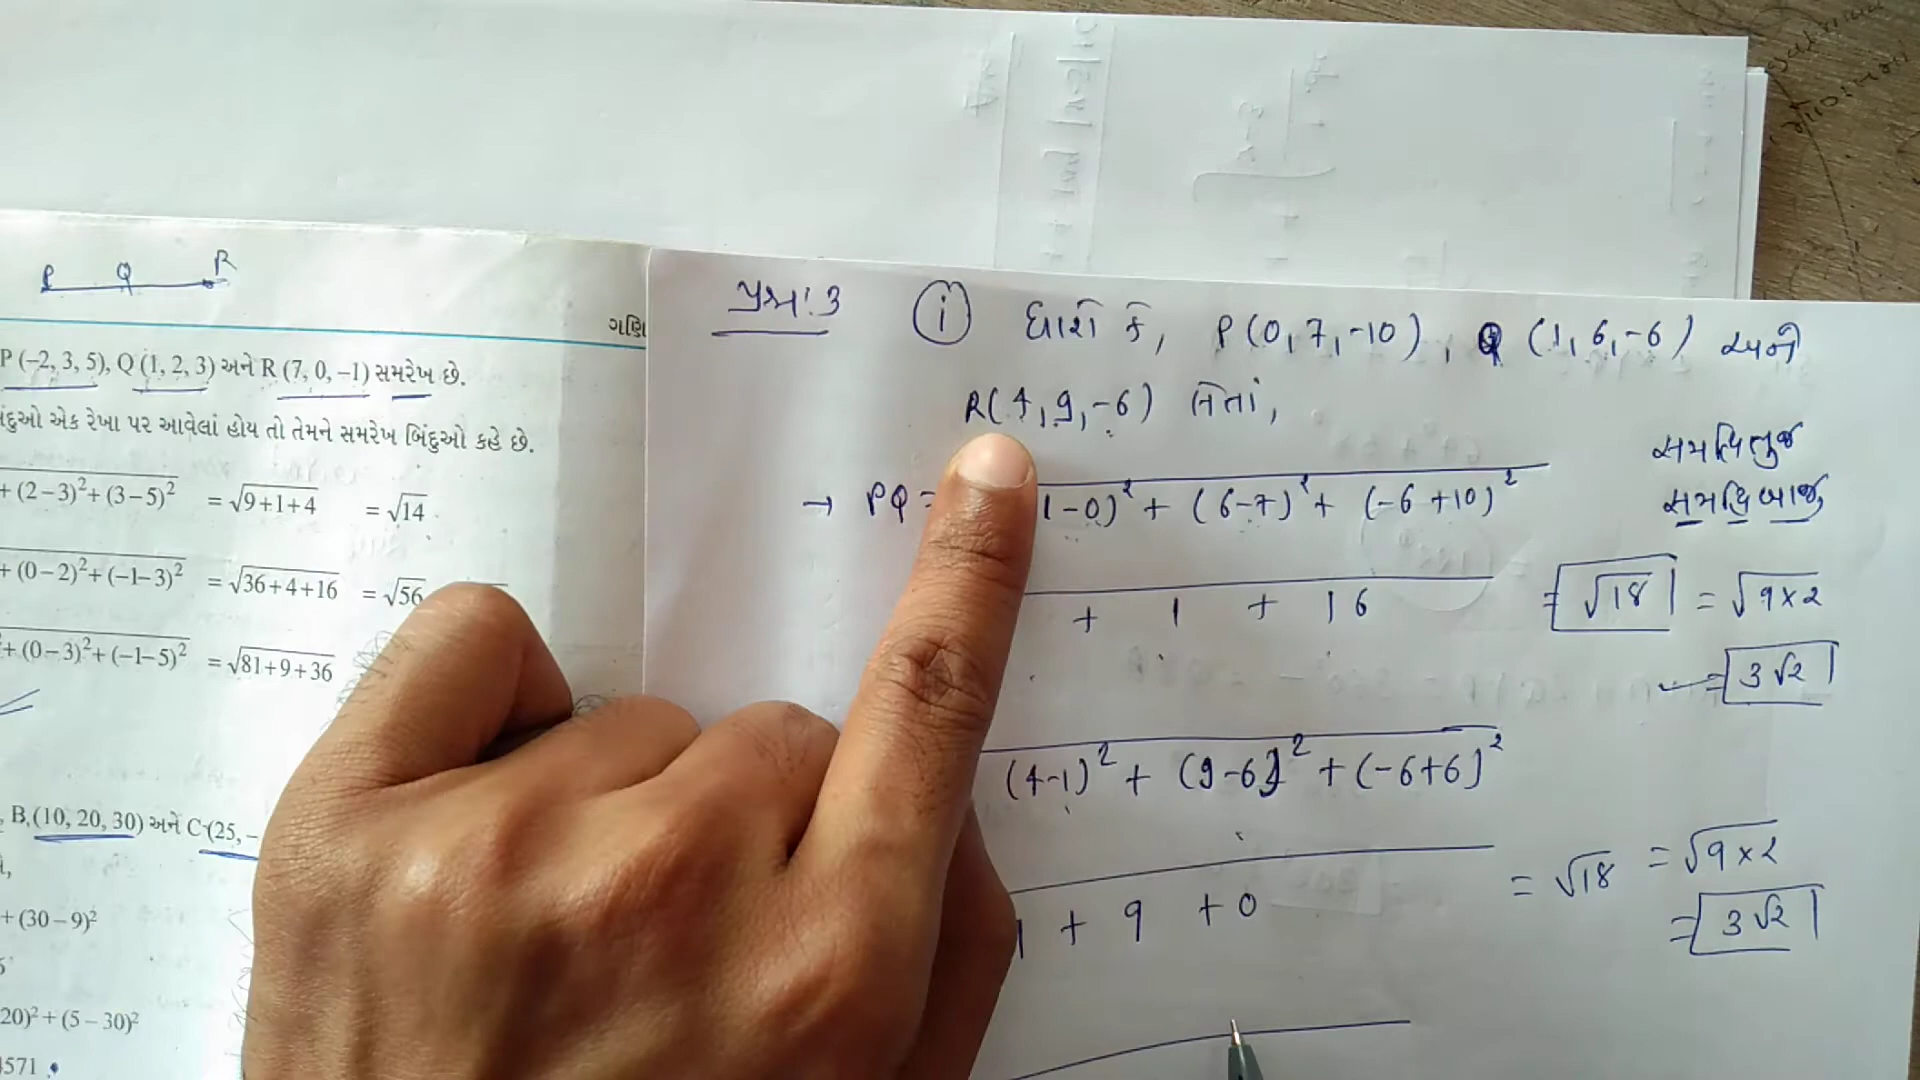 P Q R
ગણિ
P (−2, 3, 5), Q (1, 2, 3) અને R (7, 0, −1) સમરેખ છે.
બિંદુઓ એક રેખા પર આવેલાં હોય તો તેમને સમરેખ બિંદુઓ કહે છે.
+ (2−3)² + (3−5)² = √9+1+4 = √14
+ (0−2)² + (−1−3)² = √36+4+16 = √56
+ (0−3)² + (−1−5)² = √81+9+36
, B (10, 20, 30) અને C (25, −
+ (30 − 9)²
20)² + (5 − 30)²
4571
પ્રશ્ન:3 (i) ધારો કે, P(0,7,-10), Q (1,6,-6) અને
R(4,9,-6) લેતાં,
સમદ્વિભુજ
સમદ્વિબાજુ
→ PQ = 1-0)² + (6-7)² + (-6+10)²
+ 1 + 16 = √18 = √9×2
= 3√2
(4-1)² + (9-6)² + (-6+6)²
+ 9 + 0 = √18 = √9×2
= 3√2